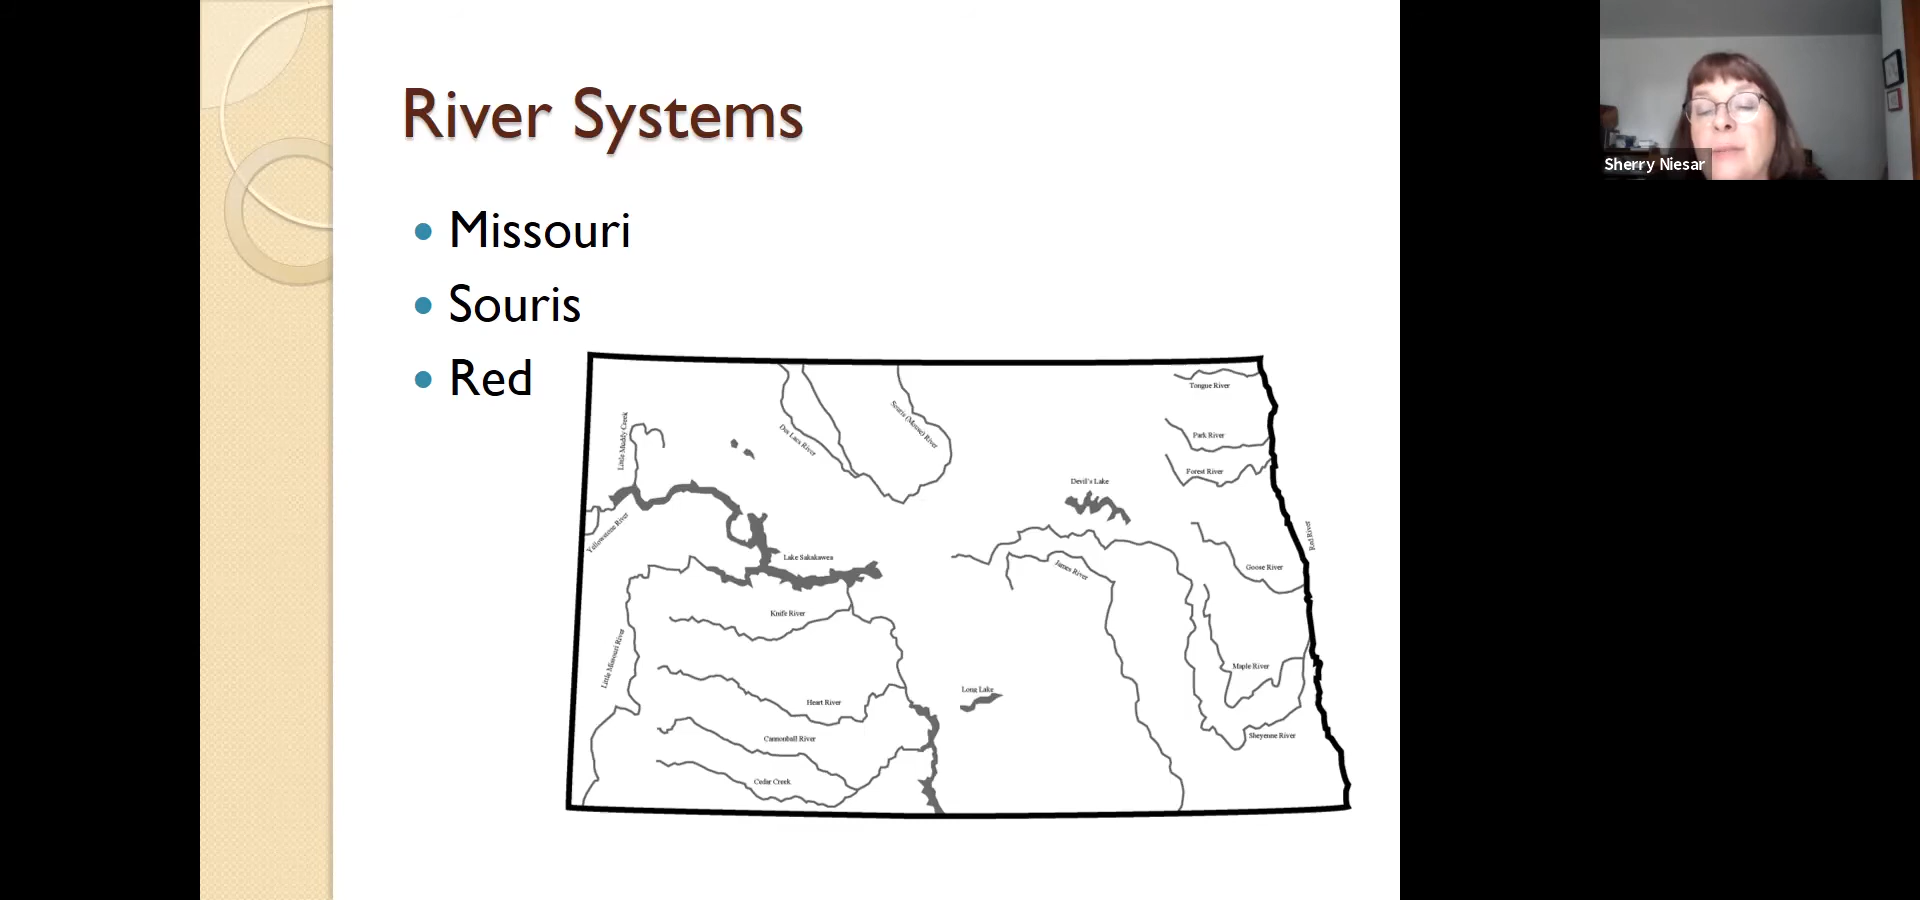 River Systems
Missouri
Souris
Red
Tongue River
Little Muddy Creek
Souris (Mouse) River
Des Lacs River
Park River
Forest River
Devil's Lake
Yellowstone River
Red River
Lake Sakakawea
James River
Goose River
Knife River
Little Missouri River
Maple River
Long Lake
Heart River
Cannonball River
Sheyenne River
Cedar Creek
Sherry Niesar